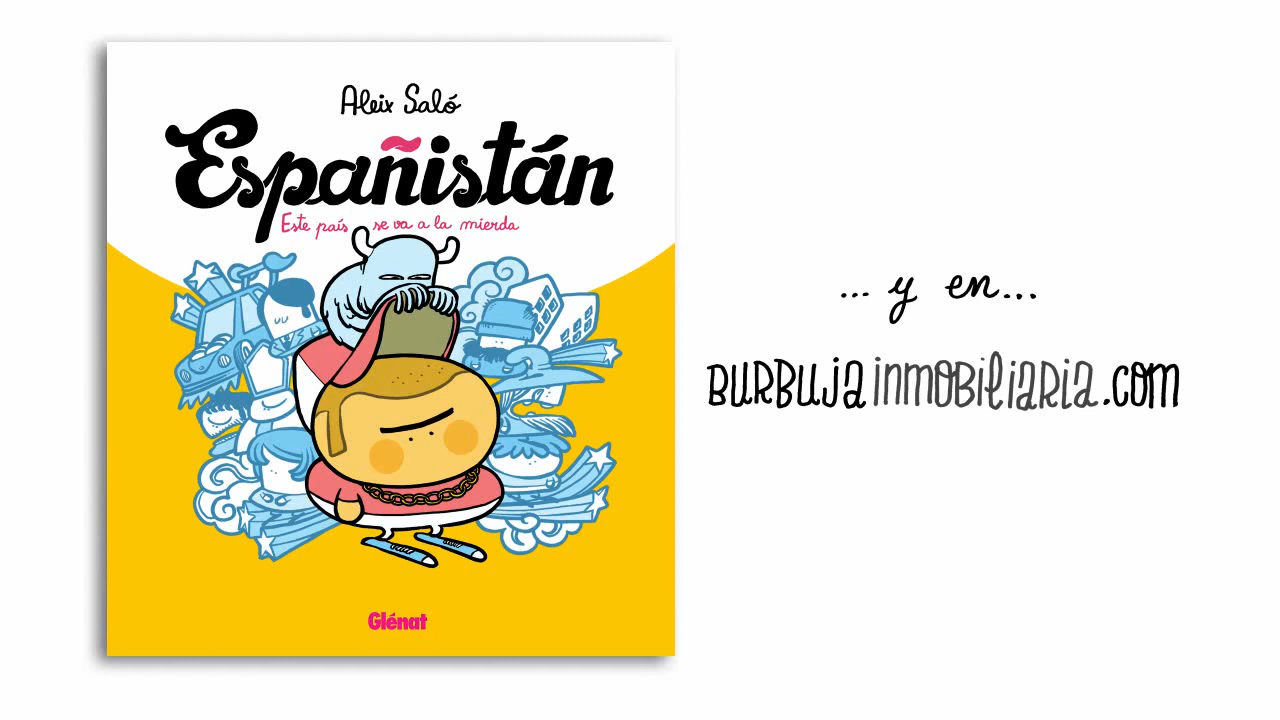 Aleix Saló
Españistán
Este país se va a la mierda
Glénat
... y en...
BURBUJAINMOBILIARIA.COM